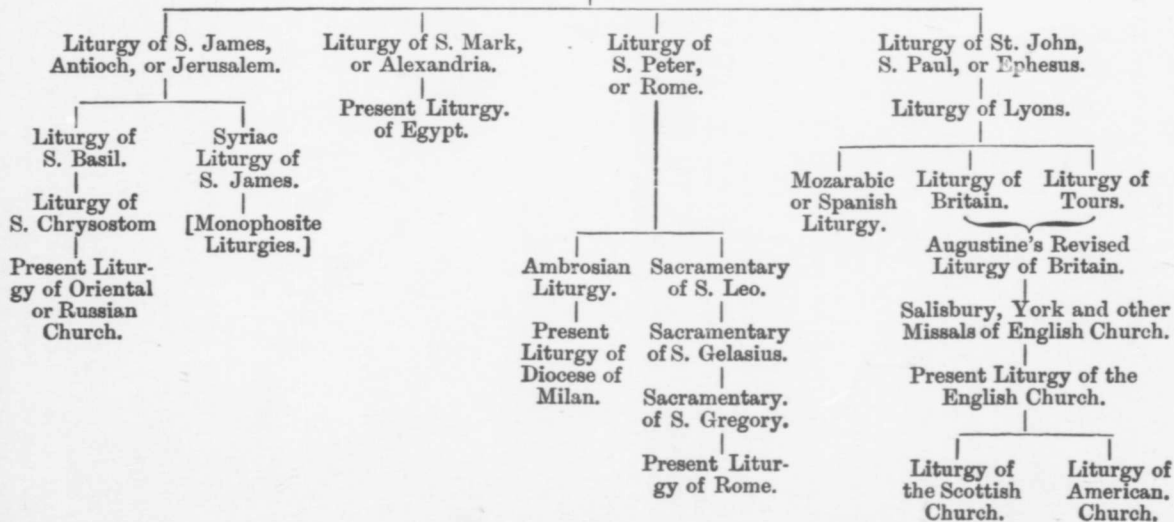 Liturgy of S. James,
Antioch, or Jerusalem.
Liturgy of
S. Basil.
Liturgy of
S. Chrysostom
Present Litur-
gy of Oriental
or Russian
Church.
Syriac
Liturgy of
S. James.
[Monophosite
Liturgies.]
Liturgy of S. Mark,
or Alexandria.
Present Liturgy.
of Egypt.
Liturgy of
S. Peter,
or Rome.
Ambrosian
Liturgy.
Present
Liturgy of
Diocese of
Milan.
Sacramentary
of S. Leo.
Sacramentary
of S. Gelasius.
Sacramentary.
of S. Gregory.
Present Litur-
gy of Rome.
Liturgy of St. John,
S. Paul, or Ephesus.
Liturgy of Lyons.
Mozarabic
or Spanish
Liturgy.
Liturgy of
Britain.
Liturgy of
Tours.
Augustine's Revised
Liturgy of Britain.
Salisbury, York and other
Missals of English Church.
Present Liturgy of the
English Church.
Liturgy of
the Scottish
Church.
Liturgy of
American.
Church.